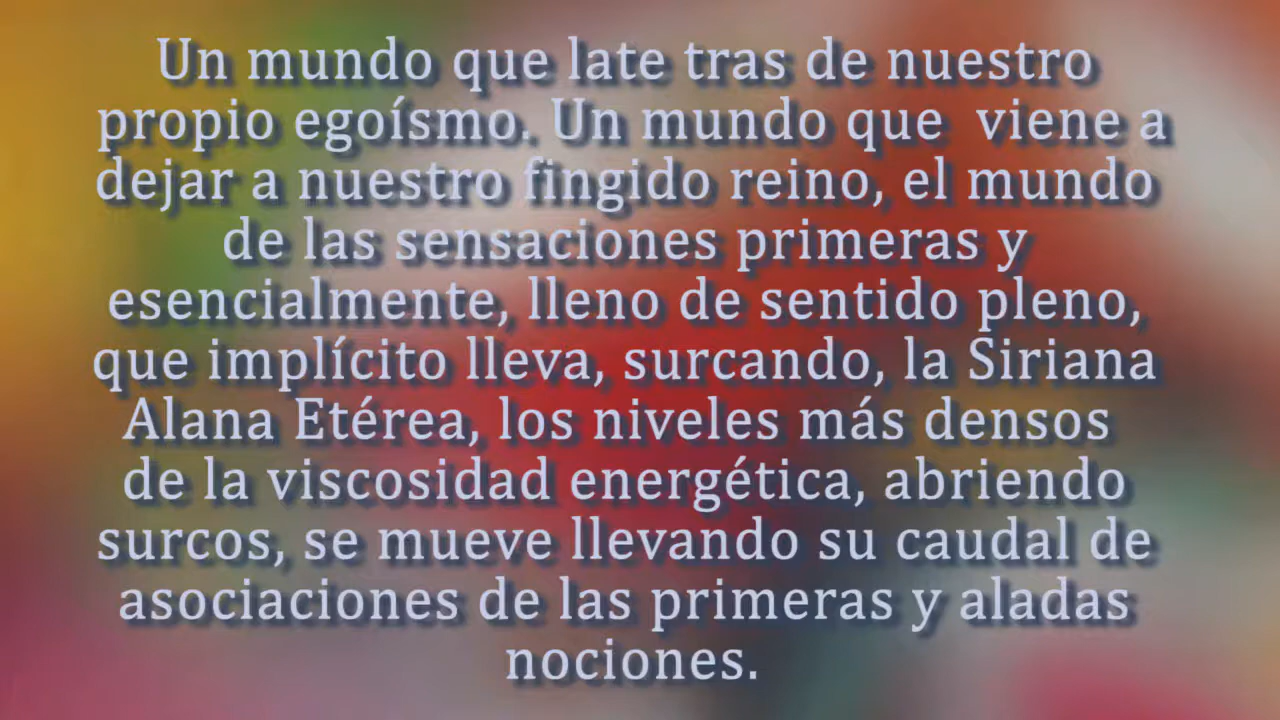 Un mundo que late tras de nuestro
propio egoísmo. Un mundo que  viene a
dejar a nuestro fingido reino, el mundo
de las sensaciones primeras y
esencialmente, lleno de sentido pleno,
que implícito lleva, surcando, la Siriana
Alana Etérea, los niveles más densos
de la viscosidad energética, abriendo
surcos, se mueve llevando su caudal de
asociaciones de las primeras y aladas
nociones.